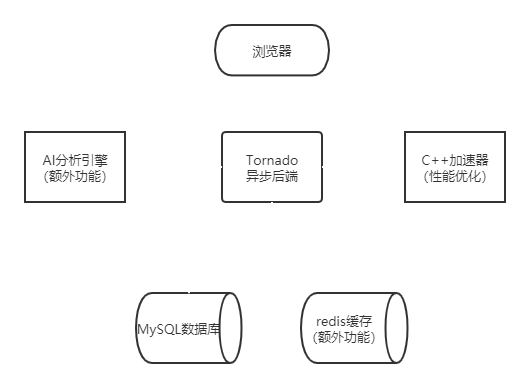 浏览器
AI分析引擎
（额外功能）
Tornado
异步后端
C++加速器
（性能优化）
MySQL数据库
redis缓存
（额外功能）